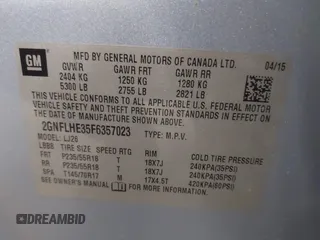 GM
MFD BY GENERAL MOTORS OF CANADA LTD.
04/15
GVWR GAWR FRT GAWR RR
2404 KG 1250 KG 1280 KG
5300 LB 2755 LB 2821 LB
THIS VEHICLE CONFORMS TO ALL APPLICABLE U.S. FEDERAL MOTOR
VEHICLE SAFETY, BUMPER, AND THEFT PREVENTION STANDARDS IN
EFFECT ON THE DATE OF MANUFACTURE SHOWN ABOVE.
2GNFLHE35F6357023 TYPE: M.P.V.
MODEL: LJ26
LBBB TIRE SIZE SPEED RTG RIM COLD TIRE PRESSURE
FRT P235/55R18 T 18X7J 240KPA(35PSI)
RR P235/55R18 T 18X7J 240KPA(35PSI)
SPA T145/70R17 M 17X4.5T 420KPA(60PSI)
SEE OWNER'S MANUAL